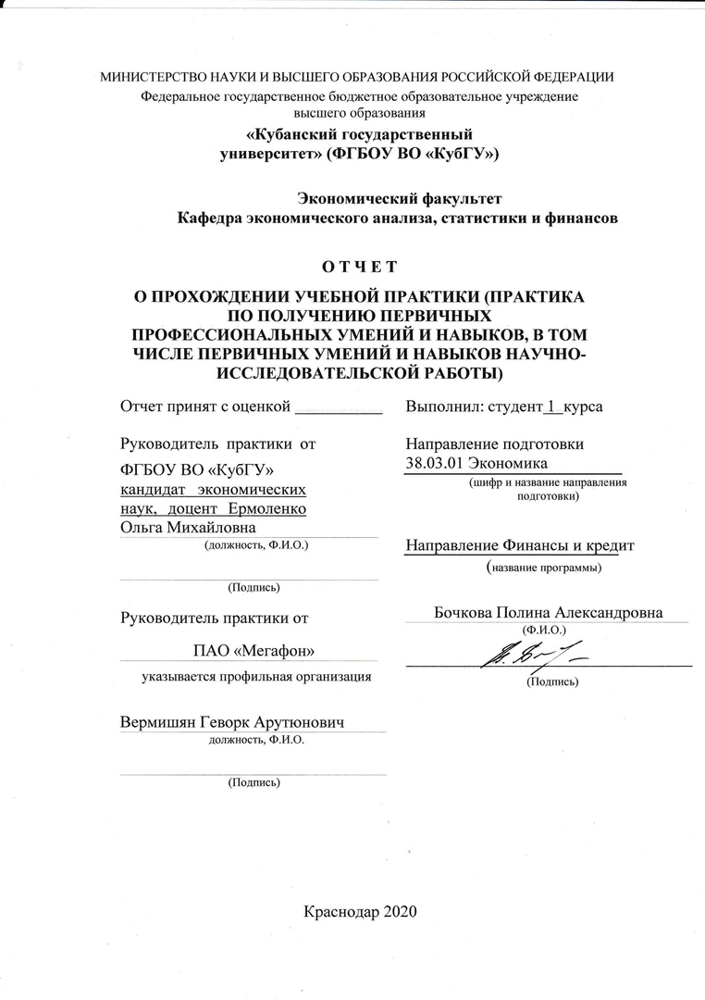 МИНИСТЕРСТВО НАУКИ И ВЫСШЕГО ОБРАЗОВАНИЯ РОССИЙСКОЙ ФЕДЕРАЦИИ
Федеральное государственное бюджетное образовательное учреждение
высшего образования
«Кубанский государственный
университет» (ФГБОУ ВО «КубГУ»)
Экономический факультет
Кафедра экономического анализа, статистики и финансов
О Т Ч Е Т
О ПРОХОЖДЕНИИ УЧЕБНОЙ ПРАКТИКИ (ПРАКТИКА
ПО ПОЛУЧЕНИЮ ПЕРВИЧНЫХ
ПРОФЕССИОНАЛЬНЫХ УМЕНИЙ И НАВЫКОВ, В ТОМ
ЧИСЛЕ ПЕРВИЧНЫХ УМЕНИЙ И НАВЫКОВ НАУЧНО-
ИССЛЕДОВАТЕЛЬСКОЙ РАБОТЫ)
Отчет принят с оценкой ____________
Руководитель практики от
ФГБОУ ВО «КубГУ»
кандидат экономических
наук, доцент Ермоленко
Ольга Михайловна
(должность, Ф.И.О.)
(Подпись)
Руководитель практики от
ПАО «Мегафон»
указывается профильная организация
Вермишян Геворк Арутюнович
должность, Ф.И.О.
(Подпись)
Выполнил: студент 1 курса
Направление подготовки
38.03.01 Экономика
(шифр и название направления
подготовки)
Направление Финансы и кредит
(название программы)
Бочкова Полина Александровна
(Ф.И.О.)
(Подпись)
Краснодар 2020